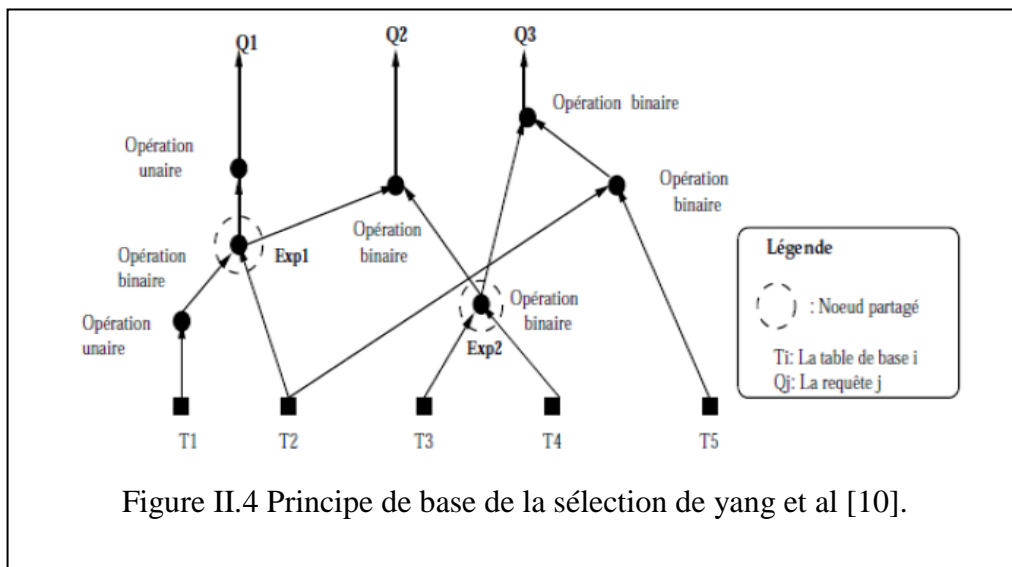 Q1
Q2
Q3
Opération binaire
Opération
unaire
Opération
binaire
Opération
binaire
Exp1
Opération
binaire
Opération
binaire
Opération
unaire
Exp2
Légende
: Noeud partagé
Ti: La table de base i
Qj: La requête j
T1
T2
T3
T4
T5
Figure II.4 Principe de base de la sélection de yang et al [10].